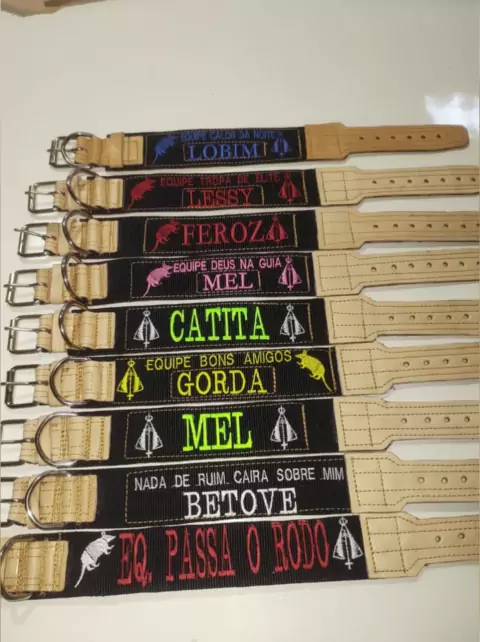 EQUIPE CALOR DA NOITE
LOBIM
EQUIPE TROPA DE ELITE
LESSY
FEROZ
EQUIPE DEUS NA GUIA
MEL
CATITA
EQUIPE BONS AMIGOS
GORDA
MEL
NADA DE RUIM CAIRA SOBRE MIM
BETOVE
EQ. PASSA O RODO